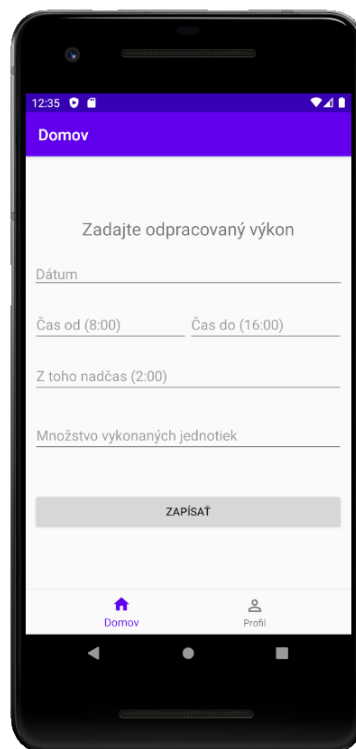 12:35
Domov
Zadajte odpracovaný výkon
Dátum
Čas od (8:00) Čas do (16:00)
Z toho nadčas (2:00)
Množstvo vykonaných jednotiek
ZAPÍSAŤ
Domov Profil